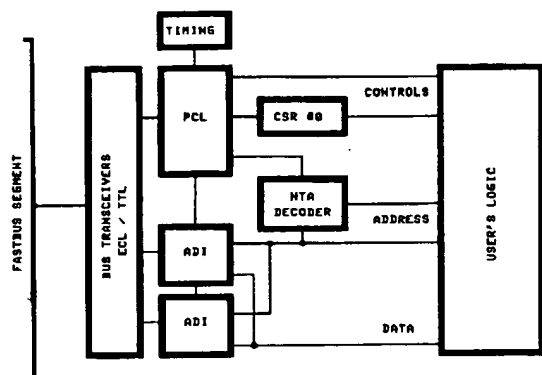 TIMING
PCL
CONTROLS
CSR #0
NTA
DECODER
ADDRESS
ADI
ADI
DATA
FASTBUS SEGMENT
BUS TRANSCEIVERS
ECL / TTL
USER'S LOGIC